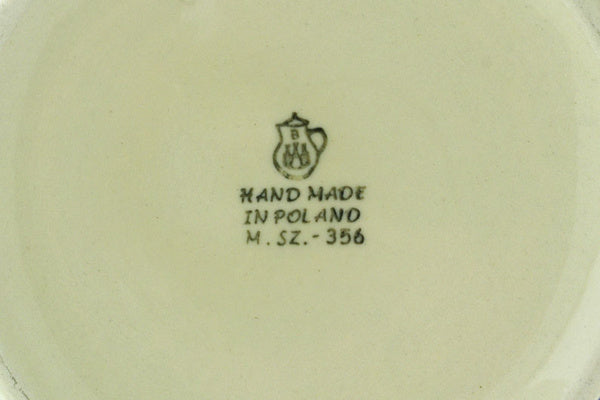 B
HAND MADE
IN POLAND
M. SZ.- 356